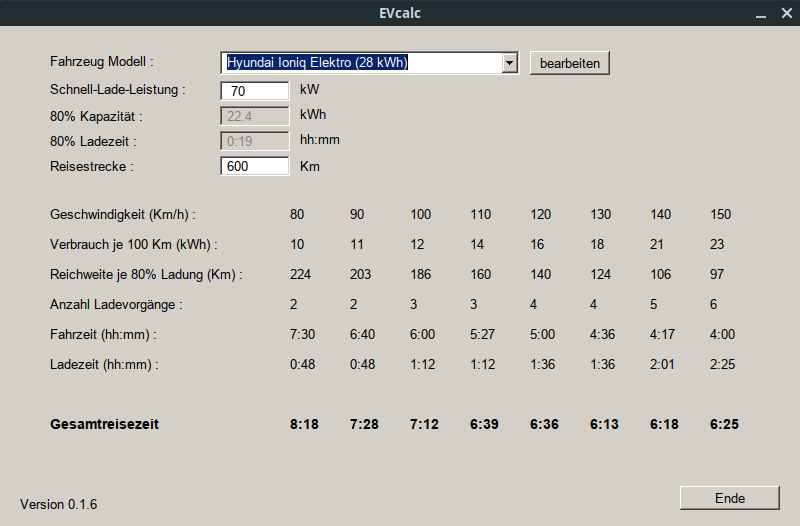 EVcalc
Fahrzeug Modell : Hyundai Ioniq Elektro (28 kWh) bearbeiten
Schnell-Lade-Leistung : 70 kW
80% Kapazität : 22.4 kWh
80% Ladezeit : 0:19 hh:mm
Reisestrecke : 600 Km
Geschwindigkeit (Km/h) : 80 90 100 110 120 130 140 150
Verbrauch je 100 Km (kWh) : 10 11 12 14 16 18 21 23
Reichweite je 80% Ladung (Km) : 224 203 186 160 140 124 106 97
Anzahl Ladevorgänge : 2 2 3 3 4 4 5 6
Fahrzeit (hh:mm) : 7:30 6:40 6:00 5:27 5:00 4:36 4:17 4:00
Ladezeit (hh:mm) : 0:48 0:48 1:12 1:12 1:36 1:36 2:01 2:25
Gesamtreisezeit 8:18 7:28 7:12 6:39 6:36 6:13 6:18 6:25
Ende
Version 0.1.6